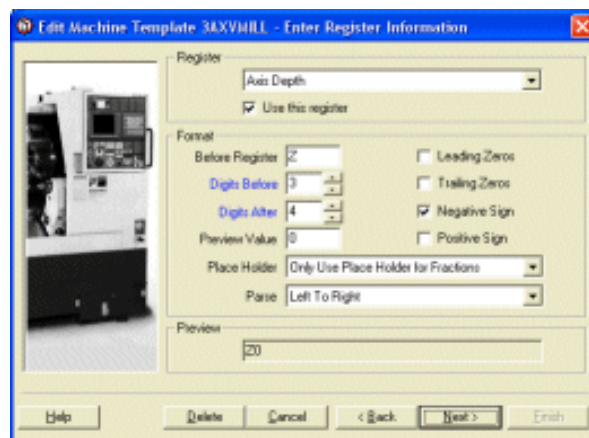 Edit Machine Template 3AXVMILL - Enter Register Information
Register
Axis Depth
Use this register
Format
Before Register Z
Leading Zeros
Digits Before 3
Trailing Zeros
Digits After 4
Negative Sign
Preview Value 0
Positive Sign
Place Holder Only Use Place Holder for Fractions
Parse Left To Right
Preview
Z0
Help
Delete
Cancel
< Back
Next >
Finish